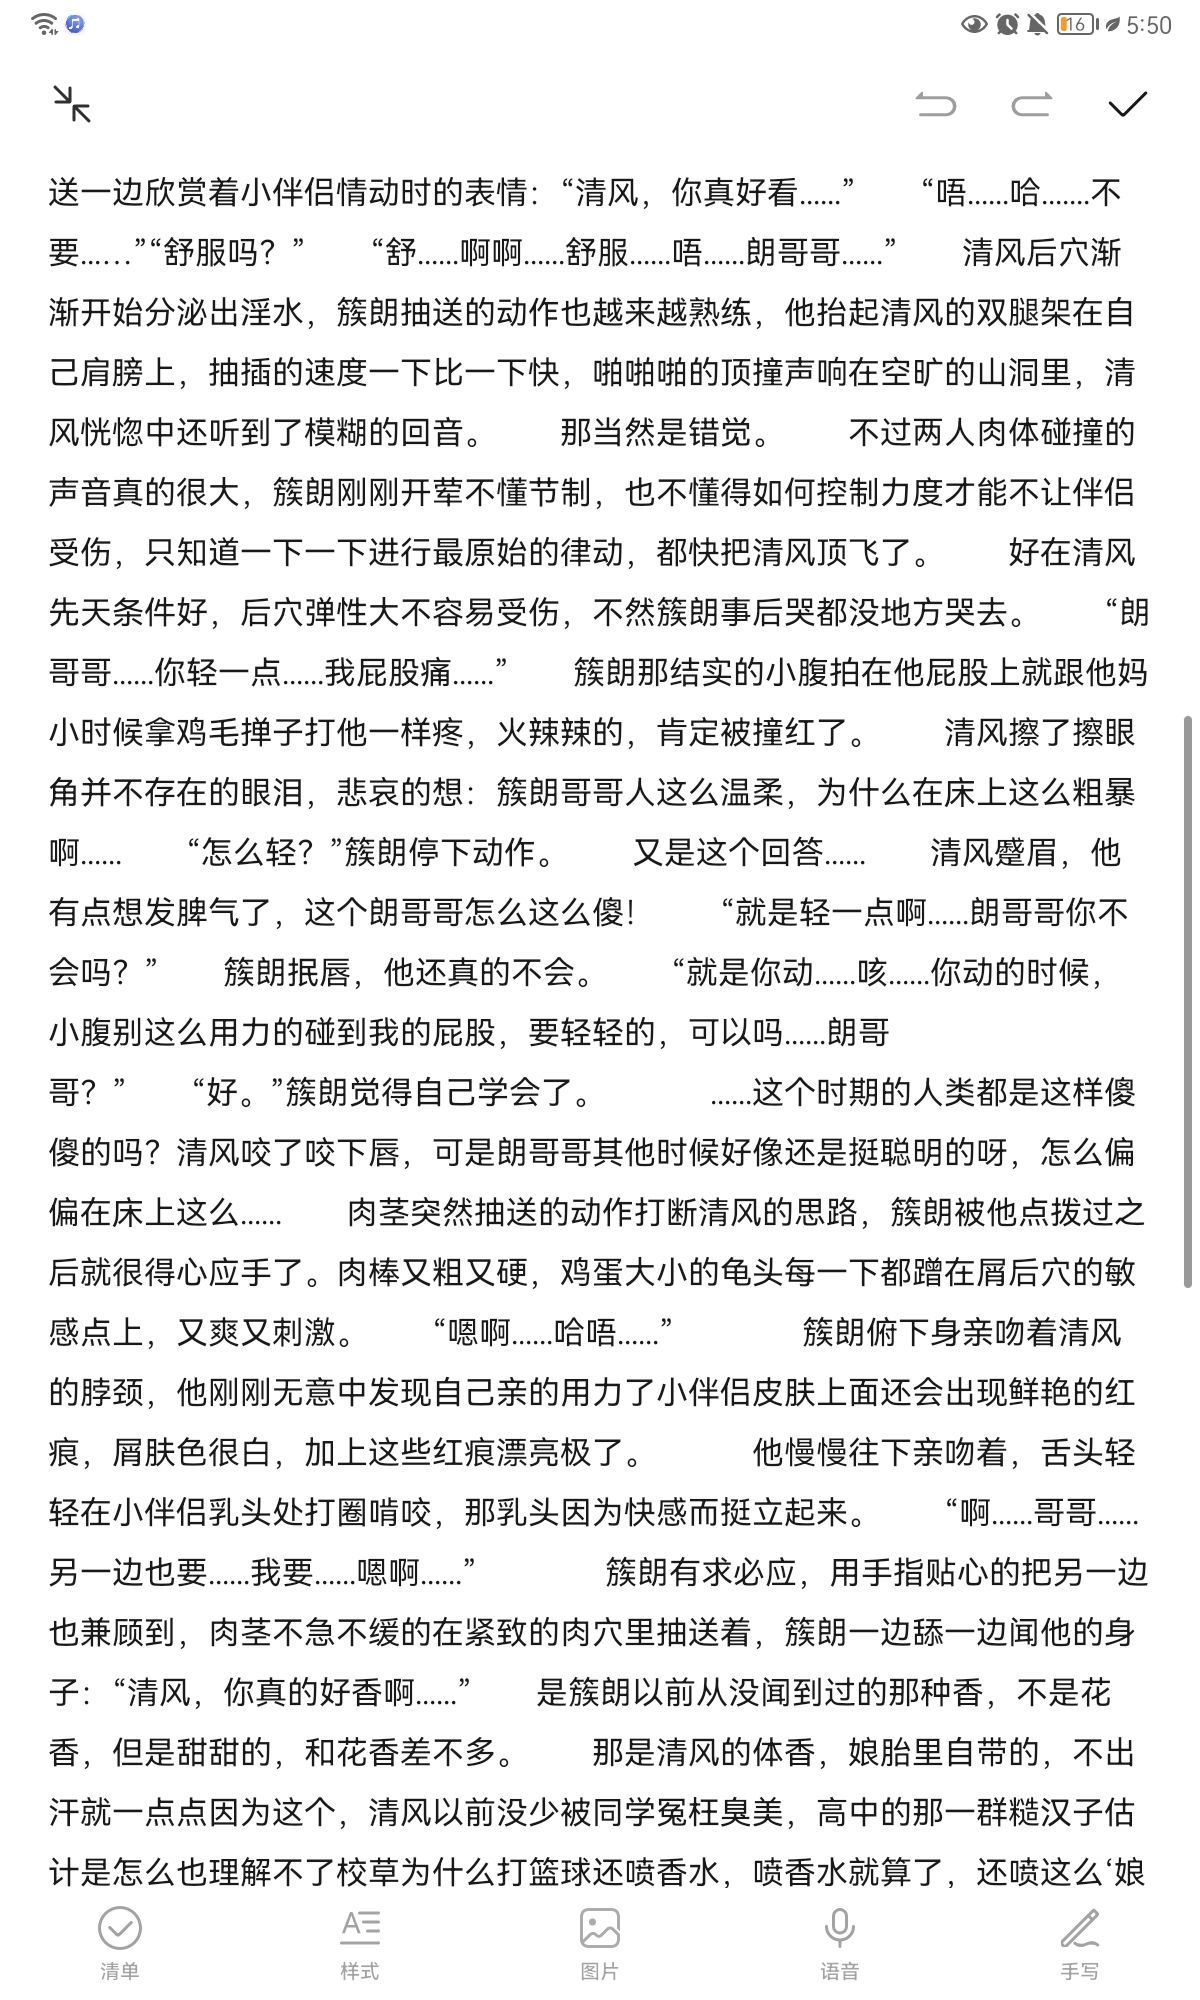 5:50
16
送一边欣赏着小伴侣情动时的表情：“清风，你真好看......” “唔......哈.......不
要......”“舒服吗？” “舒......啊啊......舒服......唔......朗哥哥......” 清风后穴渐
渐开始分泌出淫水，簇朗抽送的动作也越来越熟练，他抬起清风的双腿架在自
己肩膀上，抽插的速度一下比一下快，啪啪啪的顶撞声响在空旷的山洞里，清
风恍惚中还听到了模糊的回音。 那当然是错觉。 不过两人肉体碰撞的
声音真的很大，簇朗刚刚开荤不懂节制，也不懂得如何控制力度才能不让伴侣
受伤，只知道一下一下进行最原始的律动，都快把清风顶飞了。 好在清风
先天条件好，后穴弹性大不容易受伤，不然簇朗事后哭都没地方哭去。 “朗
哥哥......你轻一点......我屁股痛......” 簇朗那结实的小腹拍在他屁股上就跟他妈
小时候拿鸡毛掸子打他一样疼，火辣辣的，肯定被撞红了。 清风擦了擦眼
角并不存在的眼泪，悲哀的想：簇朗哥哥人这么温柔，为什么在床上这么粗暴
啊...... “怎么轻？”簇朗停下动作。 又是这个回答...... 清风蹙眉，他
有点想发脾气了，这个朗哥哥怎么这么傻！ “就是轻一点啊......朗哥哥你不
会吗？” 簇朗抿唇，他还真的不会。 “就是你动......咳......你动的时候，
小腹别这么用力的碰到我的屁股，要轻轻的，可以吗......朗哥
哥？” “好。”簇朗觉得自己学会了。 ......这个时期的人类都是这样傻
傻的吗？清风咬了咬下唇，可是朗哥哥其他时候好像还是挺聪明的呀，怎么偏
偏在床上这么...... 肉茎突然抽送的动作打断清风的思路，簇朗被他点拨过之
后就很得心应手了。肉棒又粗又硬，鸡蛋大小的龟头每一下都蹭在屑后穴的敏
感点上，又爽又刺激。 “嗯啊......哈唔......” 簇朗俯下身亲吻着清风
的脖颈，他刚刚无意中发现自己亲的用力了小伴侣皮肤上面还会出现鲜艳的红
痕，屑肤色很白，加上这些红痕漂亮极了。 他慢慢往下亲吻着，舌头轻
轻在小伴侣乳头处打圈啃咬，那乳头因为快感而挺立起来。 “啊......哥哥......
另一边也要......我要......嗯啊......” 簇朗有求必应，用手指贴心的把另一边
也兼顾到，肉茎不急不缓的在紧致的肉穴里抽送着，簇朗一边舔一边闻他的身
子：“清风，你真的好香啊......” 是簇朗以前从没闻到过的那种香，不是花
香，但是甜甜的，和花香差不多。 那是清风的体香，娘胎里自带的，不出
汗就一点点因为这个，清风以前没少被同学冤枉臭美，高中的那一群糙汉子估
计是怎么也理解不了校草为什么打篮球还喷香水，喷香水就算了，还喷这么‘娘
清单 样式 图片 语音 手写